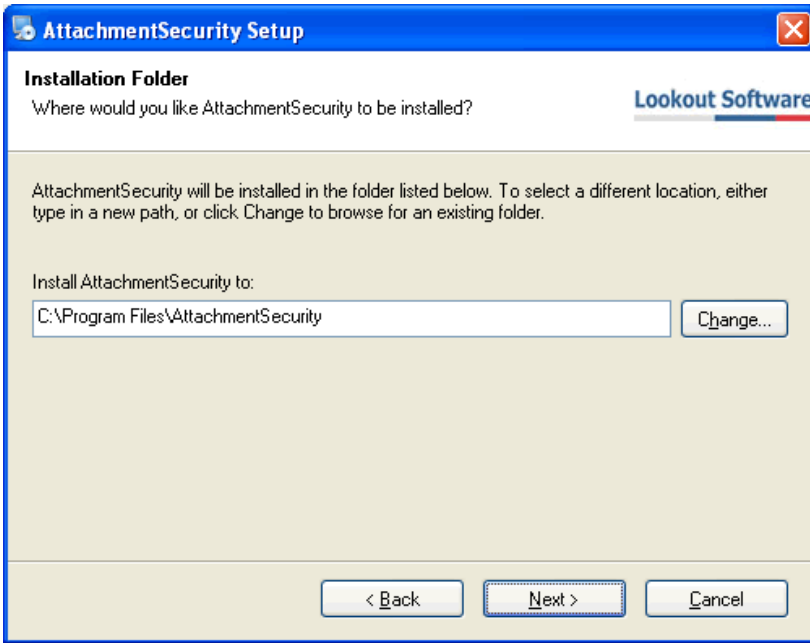 AttachmentSecurity Setup
Installation Folder
Where would you like AttachmentSecurity to be installed?
Lookout Software
AttachmentSecurity will be installed in the folder listed below. To select a different location, either
type in a new path, or click Change to browse for an existing folder.
Install AttachmentSecurity to:
C:\Program Files\AttachmentSecurity
Change...
< Back
Next >
Cancel